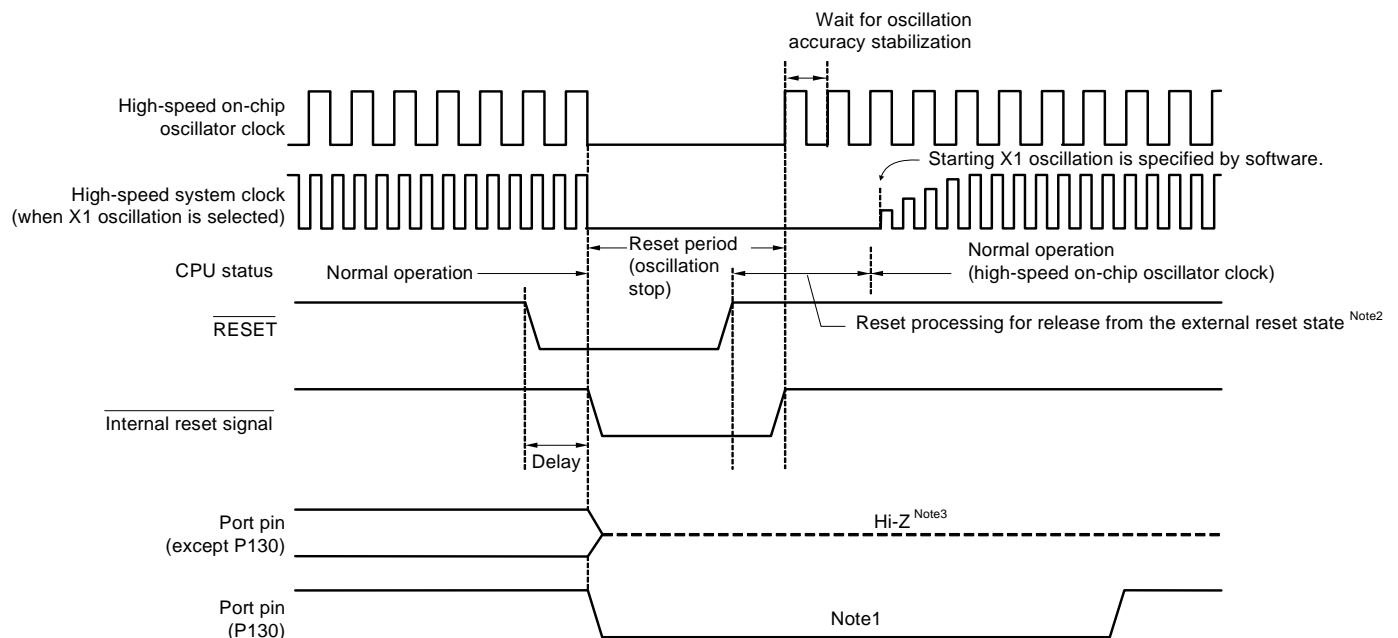 Wait for oscillation
accuracy stabilization
High-speed on-chip
oscillator clock
Starting X1 oscillation is specified by software.
High-speed system clock
(when X1 oscillation is selected)
CPU status
Normal operation
Reset period
(oscillation
stop)
Normal operation
(high-speed on-chip oscillator clock)
RESET
Reset processing for release from the external reset state Note2
Internal reset signal
Delay
Port pin
(except P130)
Hi-Z Note3
Port pin
(P130)
Note1